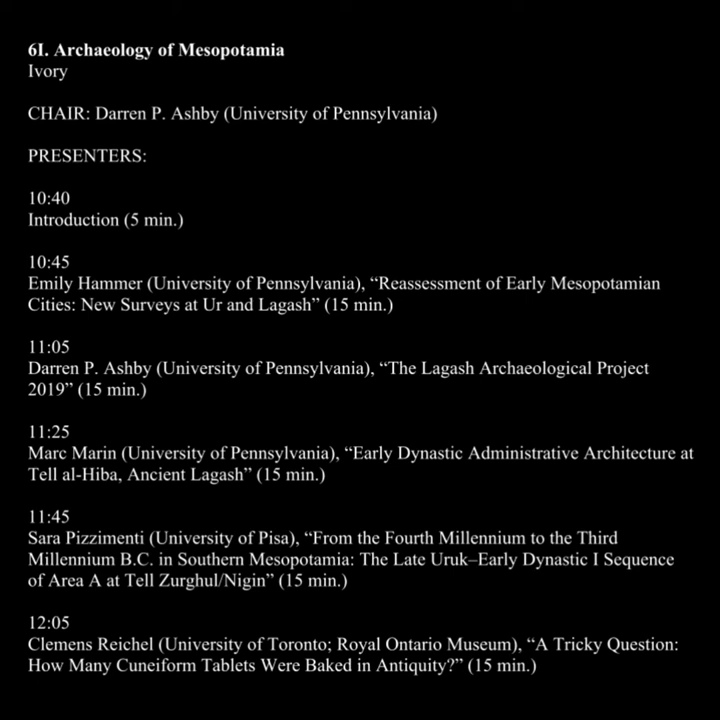 6I. Archaeology of Mesopotamia
Ivory
CHAIR: Darren P. Ashby (University of Pennsylvania)
PRESENTERS:
10:40
Introduction (5 min.)
10:45
Emily Hammer (University of Pennsylvania), “Reassessment of Early Mesopotamian
Cities: New Surveys at Ur and Lagash” (15 min.)
11:05
Darren P. Ashby (University of Pennsylvania), “The Lagash Archaeological Project
2019” (15 min.)
11:25
Marc Marin (University of Pennsylvania), “Early Dynastic Administrative Architecture at
Tell al-Hiba, Ancient Lagash” (15 min.)
11:45
Sara Pizzimenti (University of Pisa), “From the Fourth Millennium to the Third
Millennium B.C. in Southern Mesopotamia: The Late Uruk–Early Dynastic I Sequence
of Area A at Tell Zurghul/Nigin” (15 min.)
12:05
Clemens Reichel (University of Toronto; Royal Ontario Museum), “A Tricky Question:
How Many Cuneiform Tablets Were Baked in Antiquity?” (15 min.)